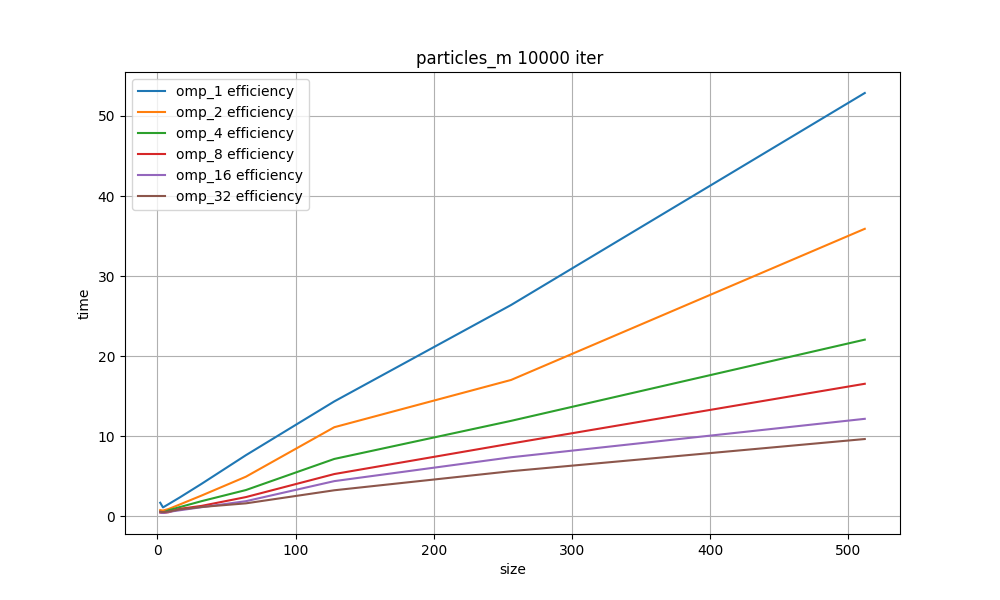 particles_m 10000 iter
omp_1 efficiency
omp_2 efficiency
omp_4 efficiency
omp_8 efficiency
omp_16 efficiency
omp_32 efficiency
time
50
40
30
20
10
0
0 100 200 300 400 500
size